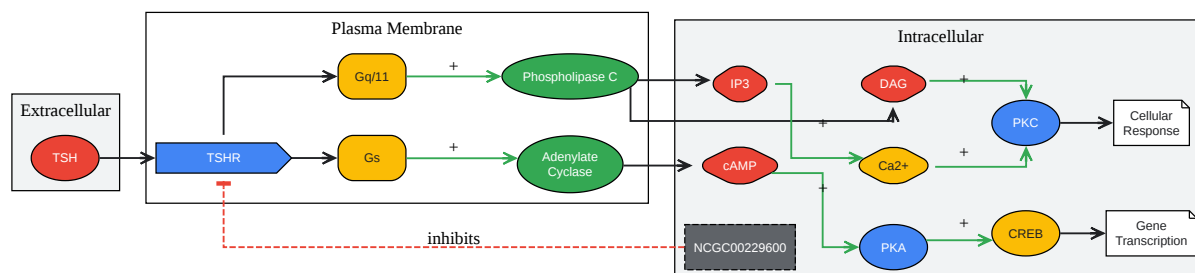 Plasma Membrane
Intracellular
Extracellular
Gq/11
+
Phospholipase C
IP3
DAG
+
PKC
Cellular
Response
+
TSH
TSHR
Gs
+
Adenylate
Cyclase
cAMP
Ca2+
+
+
inhibits
NCGC00229600
PKA
+
CREB
Gene
Transcription